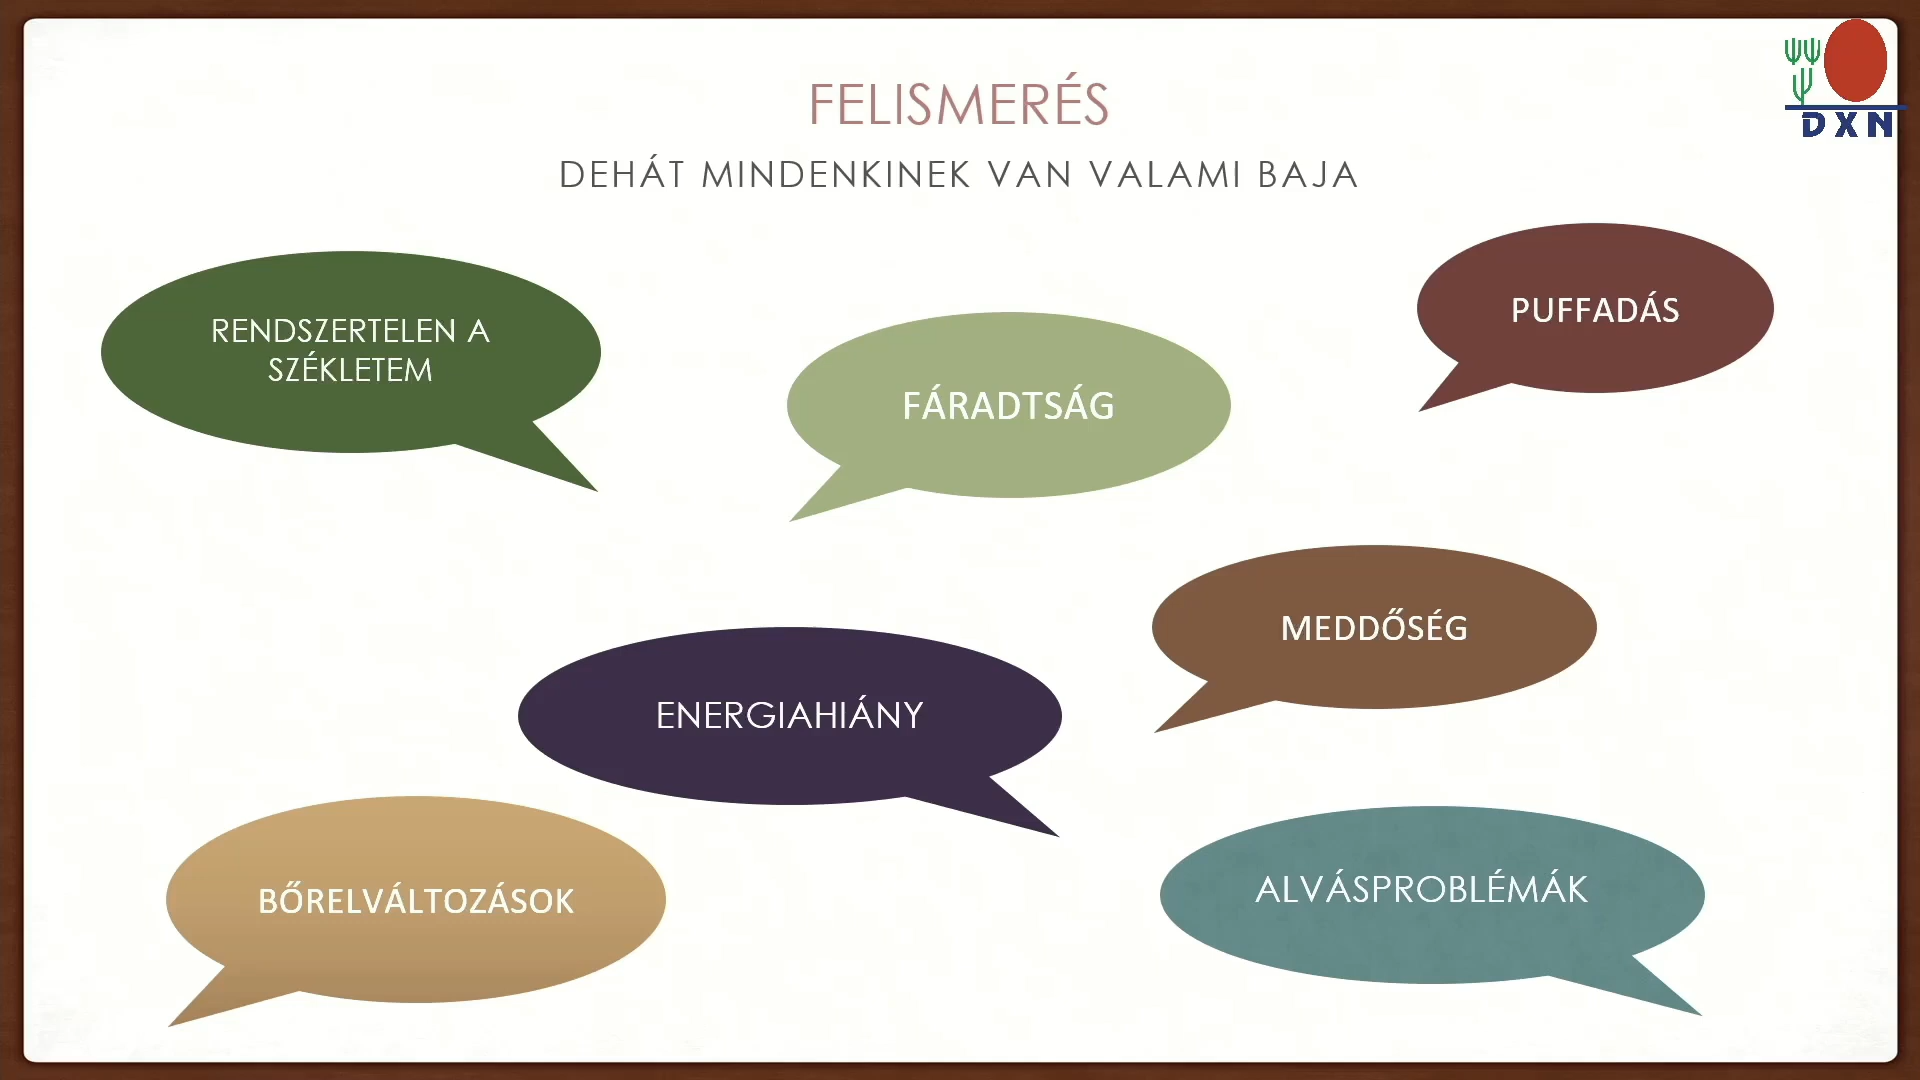 FELISMERÉS
DEHÁT MINDENKINEK VAN VALAMI BAJA
DXN
RENDSZERTELEN A
SZÉKLETEM
FÁRADTSÁG
PUFFADÁS
ENERGIAHIÁNY
MEDDŐSÉG
BŐRELVÁLTOZÁSOK
ALVÁSPROBLÉMÁK